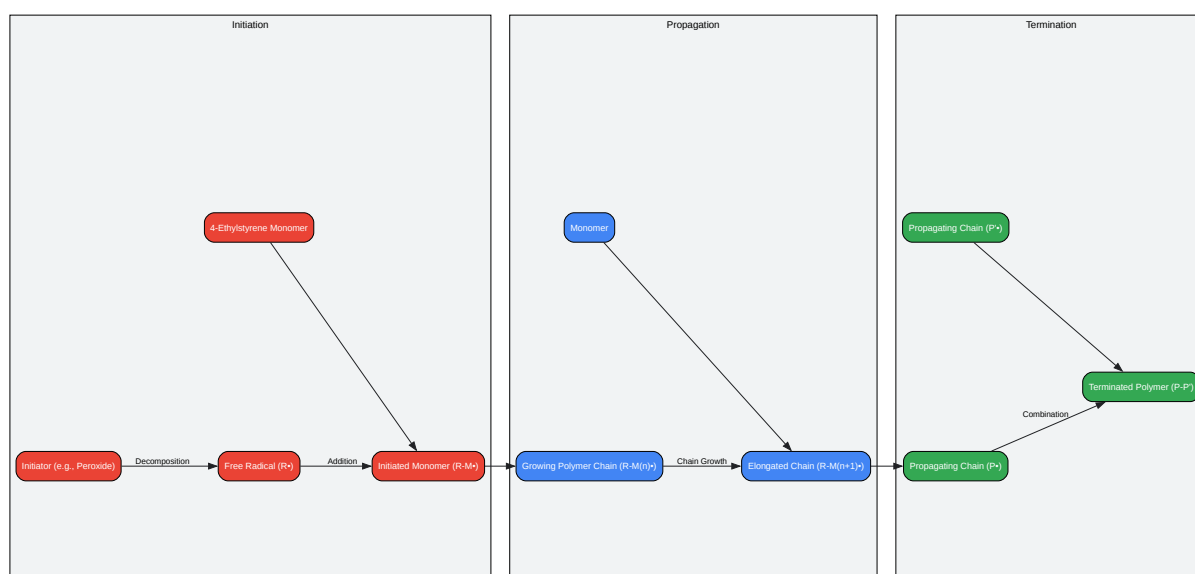 Initiation
Propagation
Termination
4-Ethylstyrene Monomer
Monomer
Propagating Chain (P'•)
Terminated Polymer (P-P')
Combination
Initiator (e.g., Peroxide)
Decomposition
Free Radical (R•)
Addition
Initiated Monomer (R-M•)
Growing Polymer Chain (R-M(n)•)
Chain Growth
Elongated Chain (R-M(n+1)•)
Propagating Chain (P•)